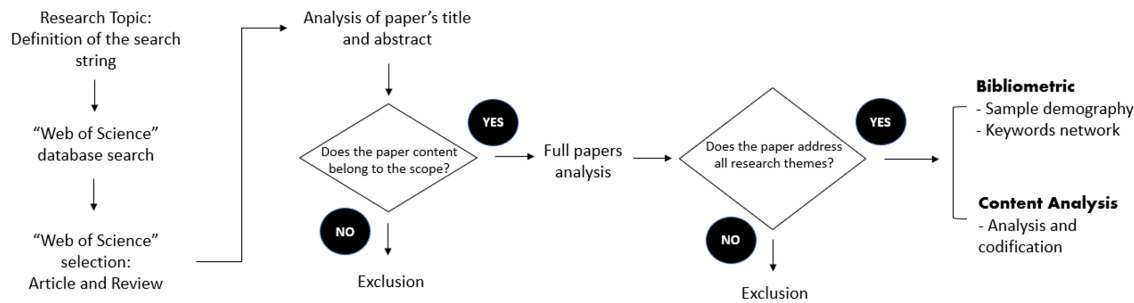 Research Topic:
Definition of the search
string
“Web of Science”
database search
“Web of Science”
selection:
Article and Review
Analysis of paper’s title
and abstract
Does the paper content
belong to the scope?
YES
NO
Exclusion
Full papers
analysis
Does the paper address
all research themes?
YES
NO
Exclusion
Bibliometric
- Sample demography
- Keywords network
Content Analysis
- Analysis and
codification